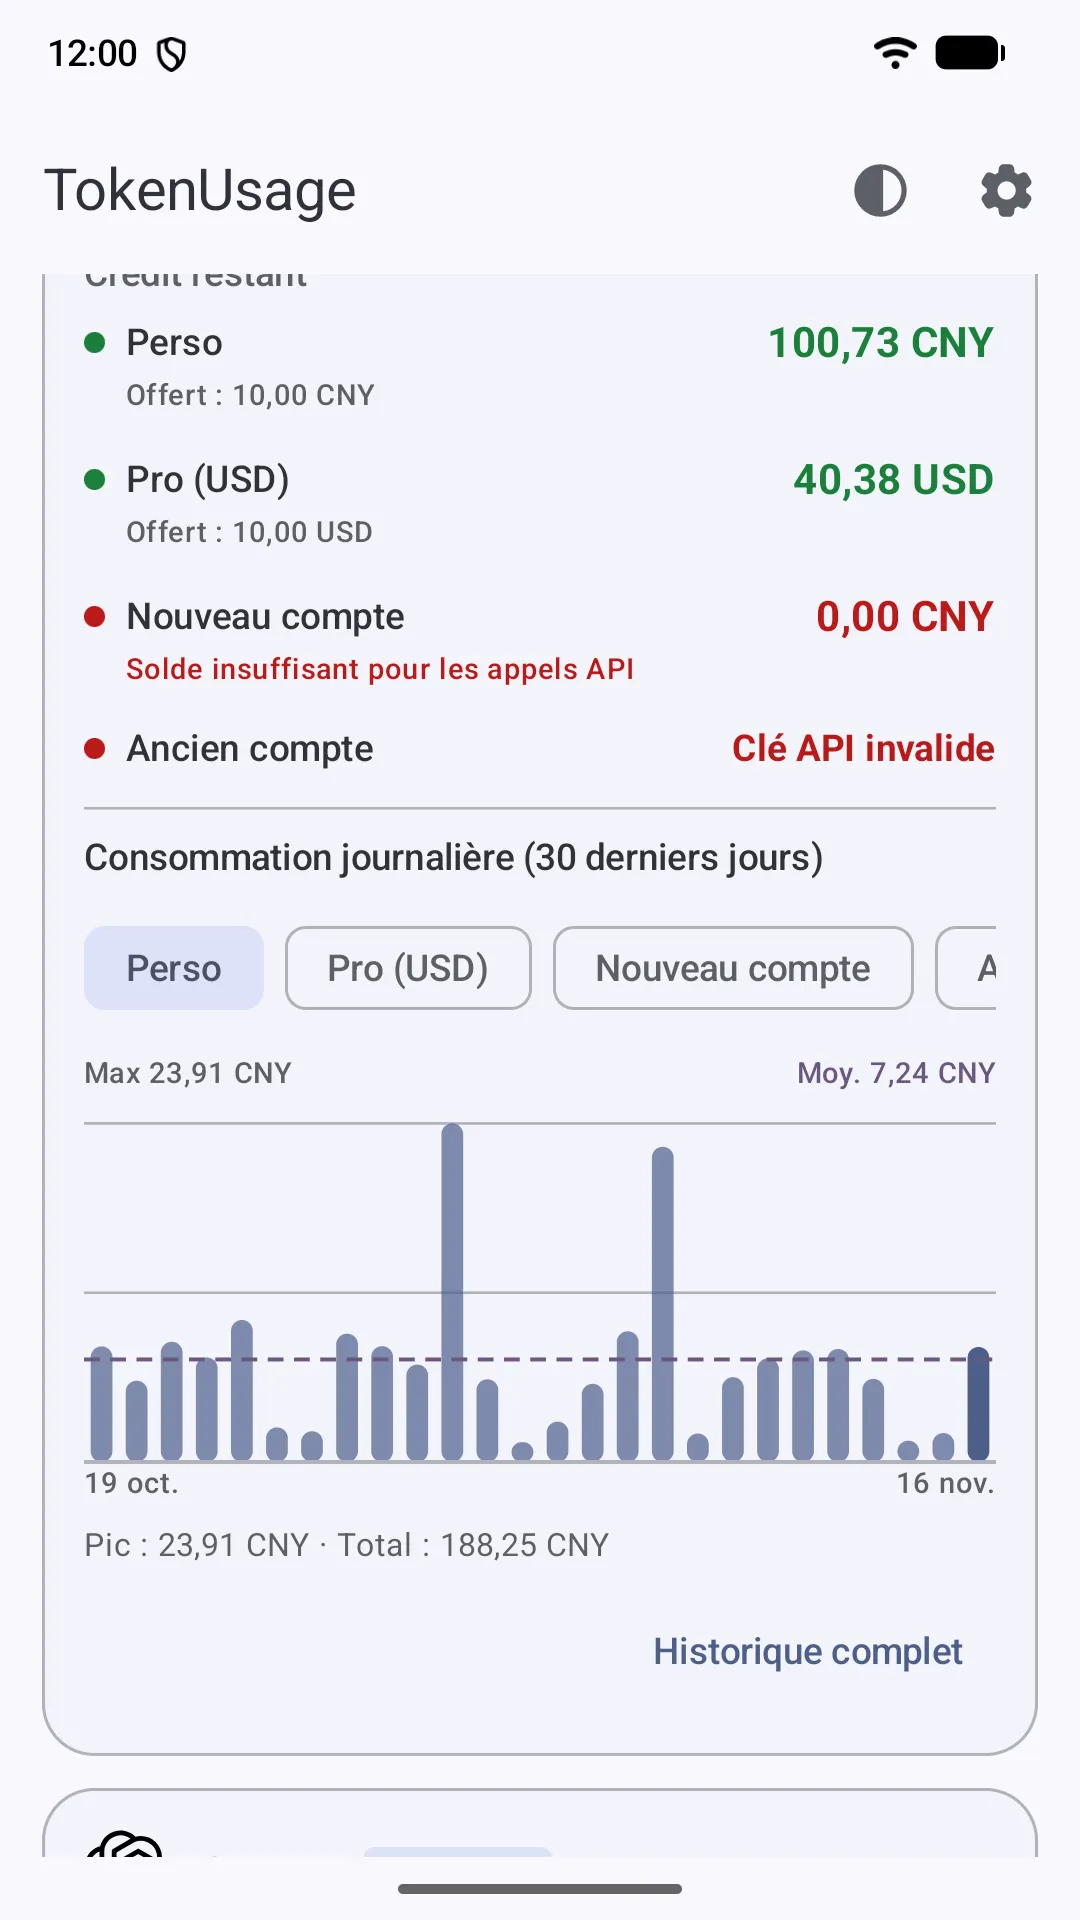 12:00
TokenUsage
Crédit restant
Perso
100,73 CNY
Offert : 10,00 CNY
Pro (USD)
40,38 USD
Offert : 10,00 USD
Nouveau compte
0,00 CNY
Solde insuffisant pour les appels API
Ancien compte
Clé API invalide
Consommation journalière (30 derniers jours)
Perso
Pro (USD)
Nouveau compte
A
Max 23,91 CNY
Moy. 7,24 CNY
19 oct.
16 nov.
Pic : 23,91 CNY · Total : 188,25 CNY
Historique complet